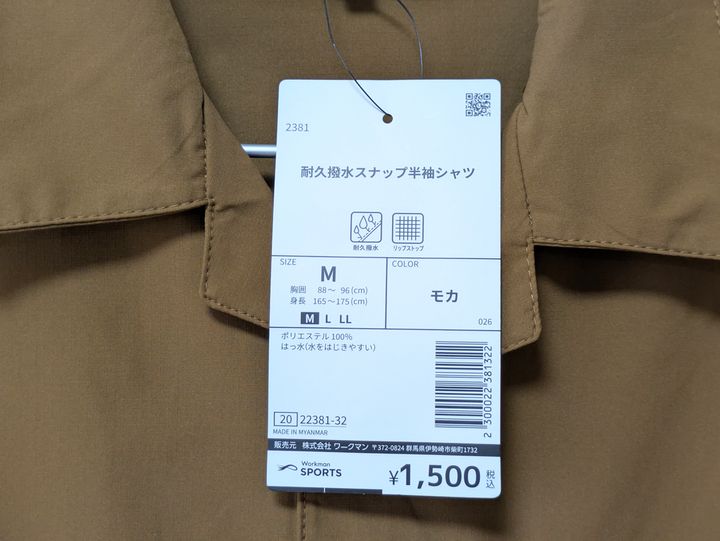 2381
耐久撥水スナップ半袖シャツ
耐久撥水
リップストップ
SIZE
M
胸囲 88～ 96(cm)
身長 165～175(cm)
M L LL
COLOR
モカ
026
ポリエステル 100%
はっ水(水をはじきやすい)
20 22381-32
MADE IN MYANMAR
2 300022 381322
販売元 株式会社 ワークマン 〒372-0824 群馬県伊勢崎市柴町1732
Workman
SPORTS
¥1,500 税込